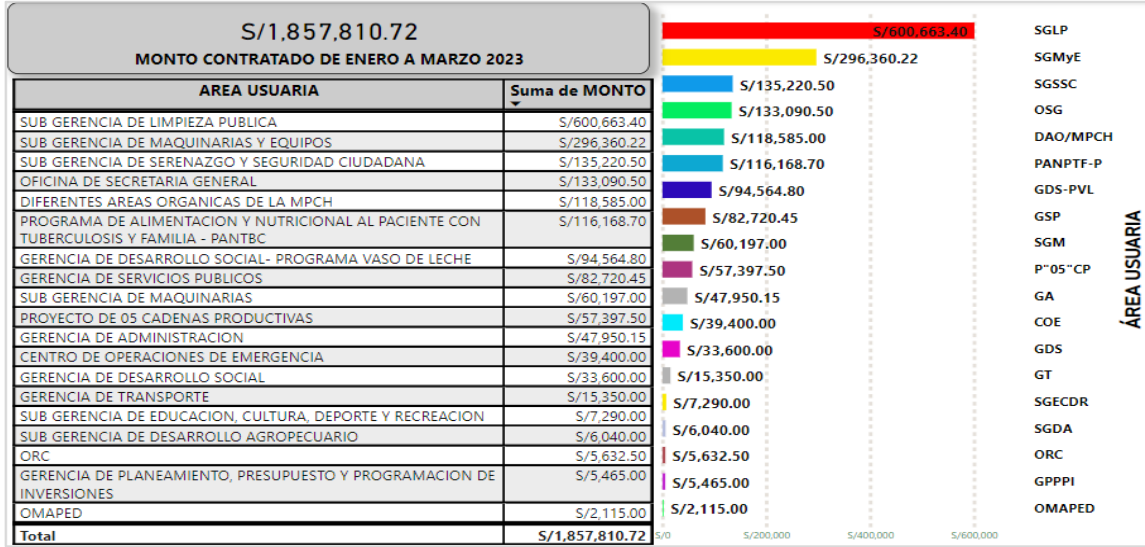 S/1,857,810.72
MONTO CONTRATADO DE ENERO A MARZO 2023
AREA USUARIA Suma de MONTO
SUB GERENCIA DE LIMPIEZA PUBLICA S/600,663.40
SUB GERENCIA DE MAQUINARIAS Y EQUIPOS S/296,360.22
SUB GERENCIA DE SERENAZGO Y SEGURIDAD CIUDADANA S/135,220.50
OFICINA DE SECRETARIA GENERAL S/133,090.50
DIFERENTES AREAS ORGANICAS DE LA MPCH S/118,585.00
PROGRAMA DE ALIMENTACION Y NUTRICIONAL AL PACIENTE CON S/116,168.70
TUBERCULOSIS Y FAMILIA - PANTBC
GERENCIA DE DESARROLLO SOCIAL- PROGRAMA VASO DE LECHE S/94,564.80
GERENCIA DE SERVICIOS PUBLICOS S/82,720.45
SUB GERENCIA DE MAQUINARIAS S/60,197.00
PROYECTO DE 05 CADENAS PRODUCTIVAS S/57,397.50
GERENCIA DE ADMINISTRACION S/47,950.15
CENTRO DE OPERACIONES DE EMERGENCIA S/39,400.00
GERENCIA DE DESARROLLO SOCIAL S/33,600.00
GERENCIA DE TRANSPORTE S/15,350.00
SUB GERENCIA DE EDUCACION, CULTURA, DEPORTE Y RECREACION S/7,290.00
SUB GERENCIA DE DESARROLLO AGROPECUARIO S/6,040.00
ORC S/5,632.50
GERENCIA DE PLANEAMIENTO, PRESUPUESTO Y PROGRAMACION DE S/5,465.00
INVERSIONES
OMAPED S/2,115.00
Total S/1,857,810.72
S/600,663.40 SGLP
S/296,360.22 SGMyE
S/135,220.50 SGSSC
S/133,090.50 OSG
S/118,585.00 DAO/MPCH
S/116,168.70 PANPTF-P
S/94,564.80 GDS-PVL
S/82,720.45 GSP
S/60,197.00 SGM
S/57,397.50 P"05"CP
S/47,950.15 GA
S/39,400.00 COE
S/33,600.00 GDS
S/15,350.00 GT
S/7,290.00 SGECDR
S/6,040.00 SGDA
S/5,632.50 ORC
S/5,465.00 GPPPI
S/2,115.00 OMAPED
S/0 S/200,000 S/400,000 S/600,000
ÁREA USUARIA